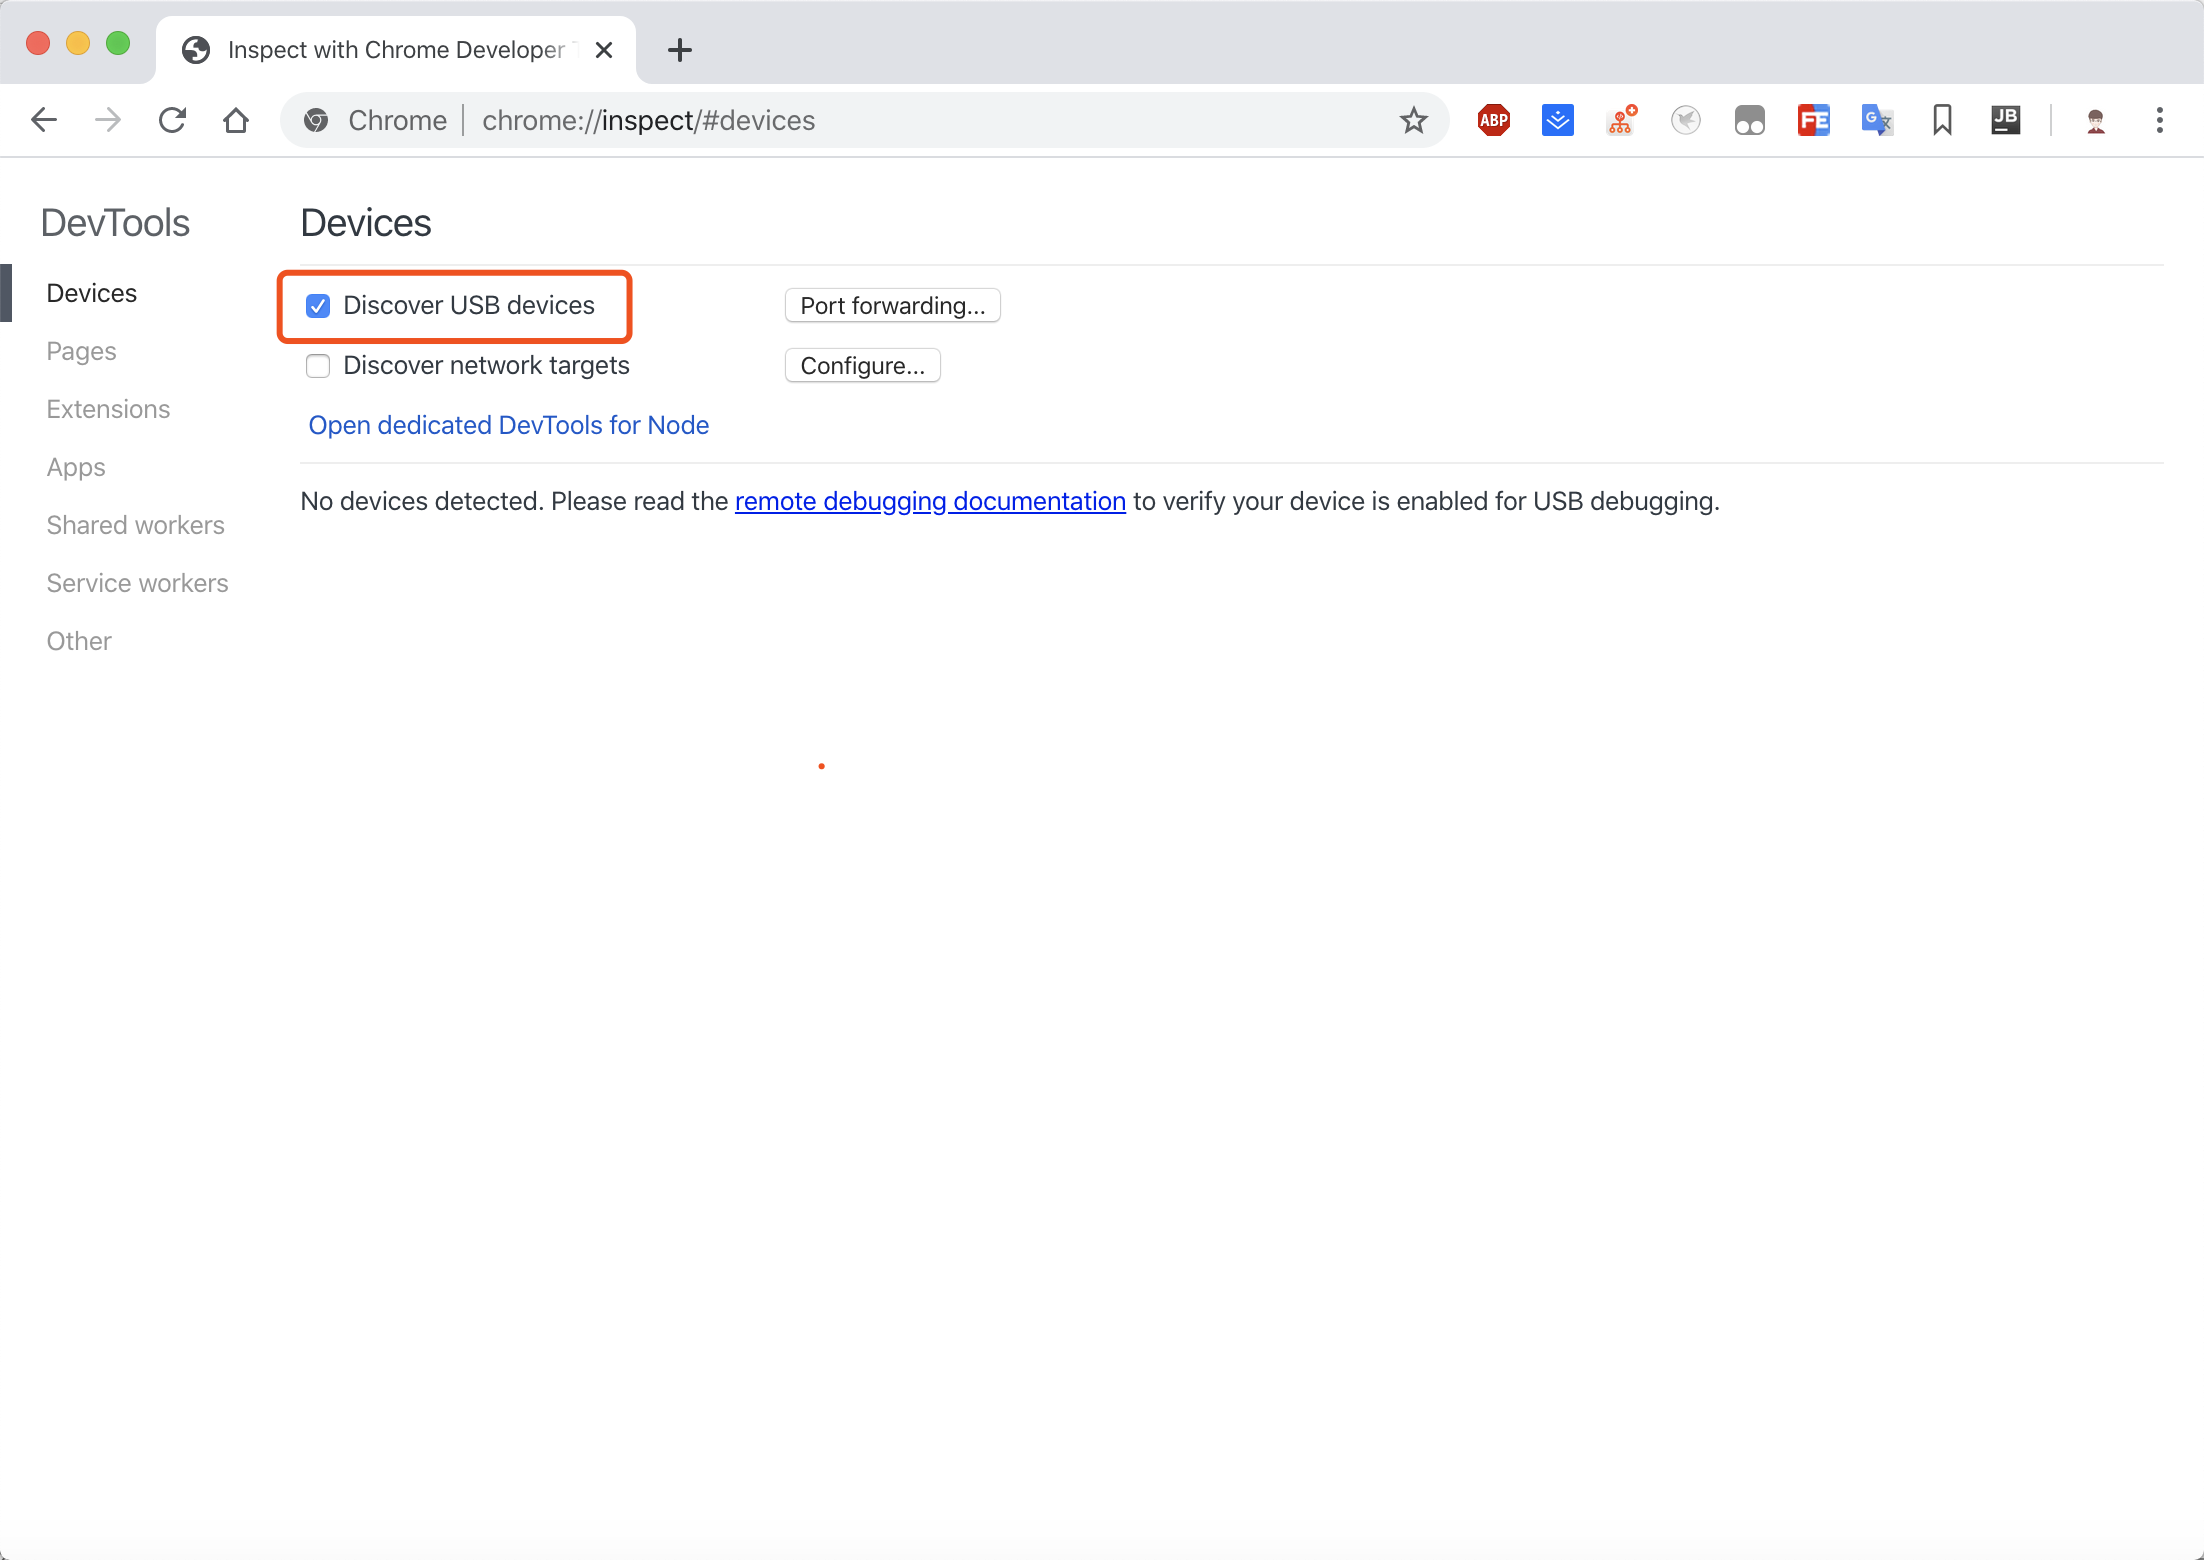 Inspect with Chrome Developer
Chrome chrome://inspect/#devices
ABP
FE
G
JB
DevTools
Devices
Pages
Extensions
Apps
Shared workers
Service workers
Other
Devices
Discover USB devices Port forwarding...
Discover network targets Configure...
Open dedicated DevTools for Node
No devices detected. Please read the remote debugging documentation to verify your device is enabled for USB debugging.